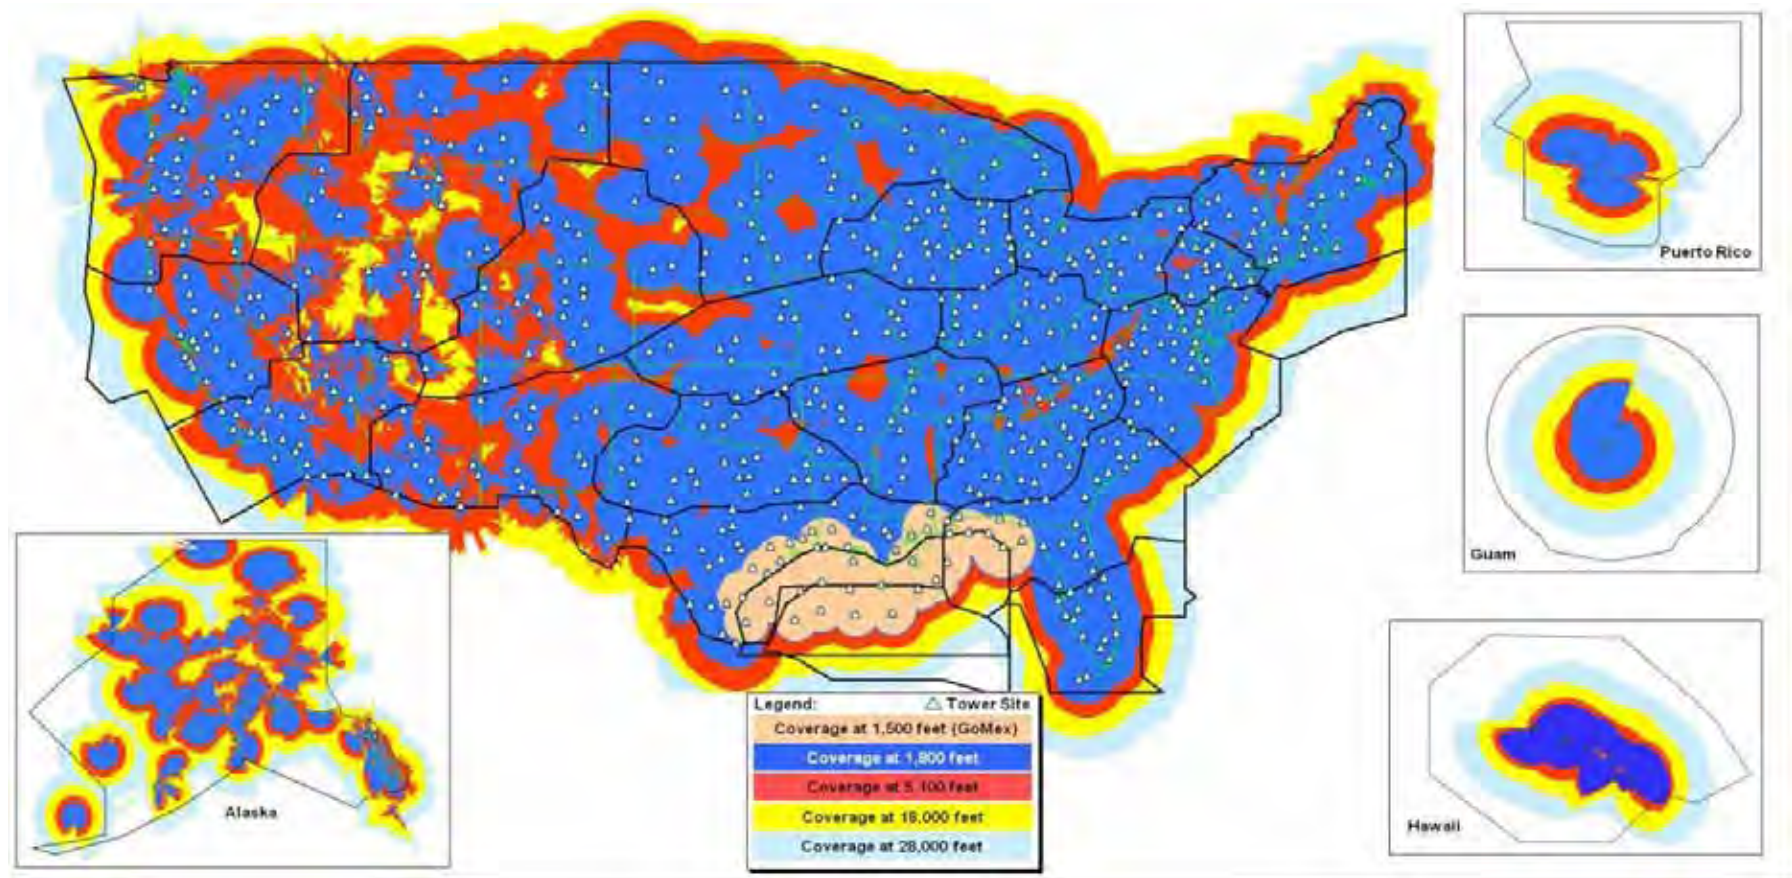 Puerto Rico
Guam
Legend: Tower Site
Coverage at 1,500 feet (GoMex)
Coverage at 1,800 feet
Coverage at 5,100 feet
Coverage at 18,000 feet
Coverage at 28,000 feet
Alaska
Hawaii